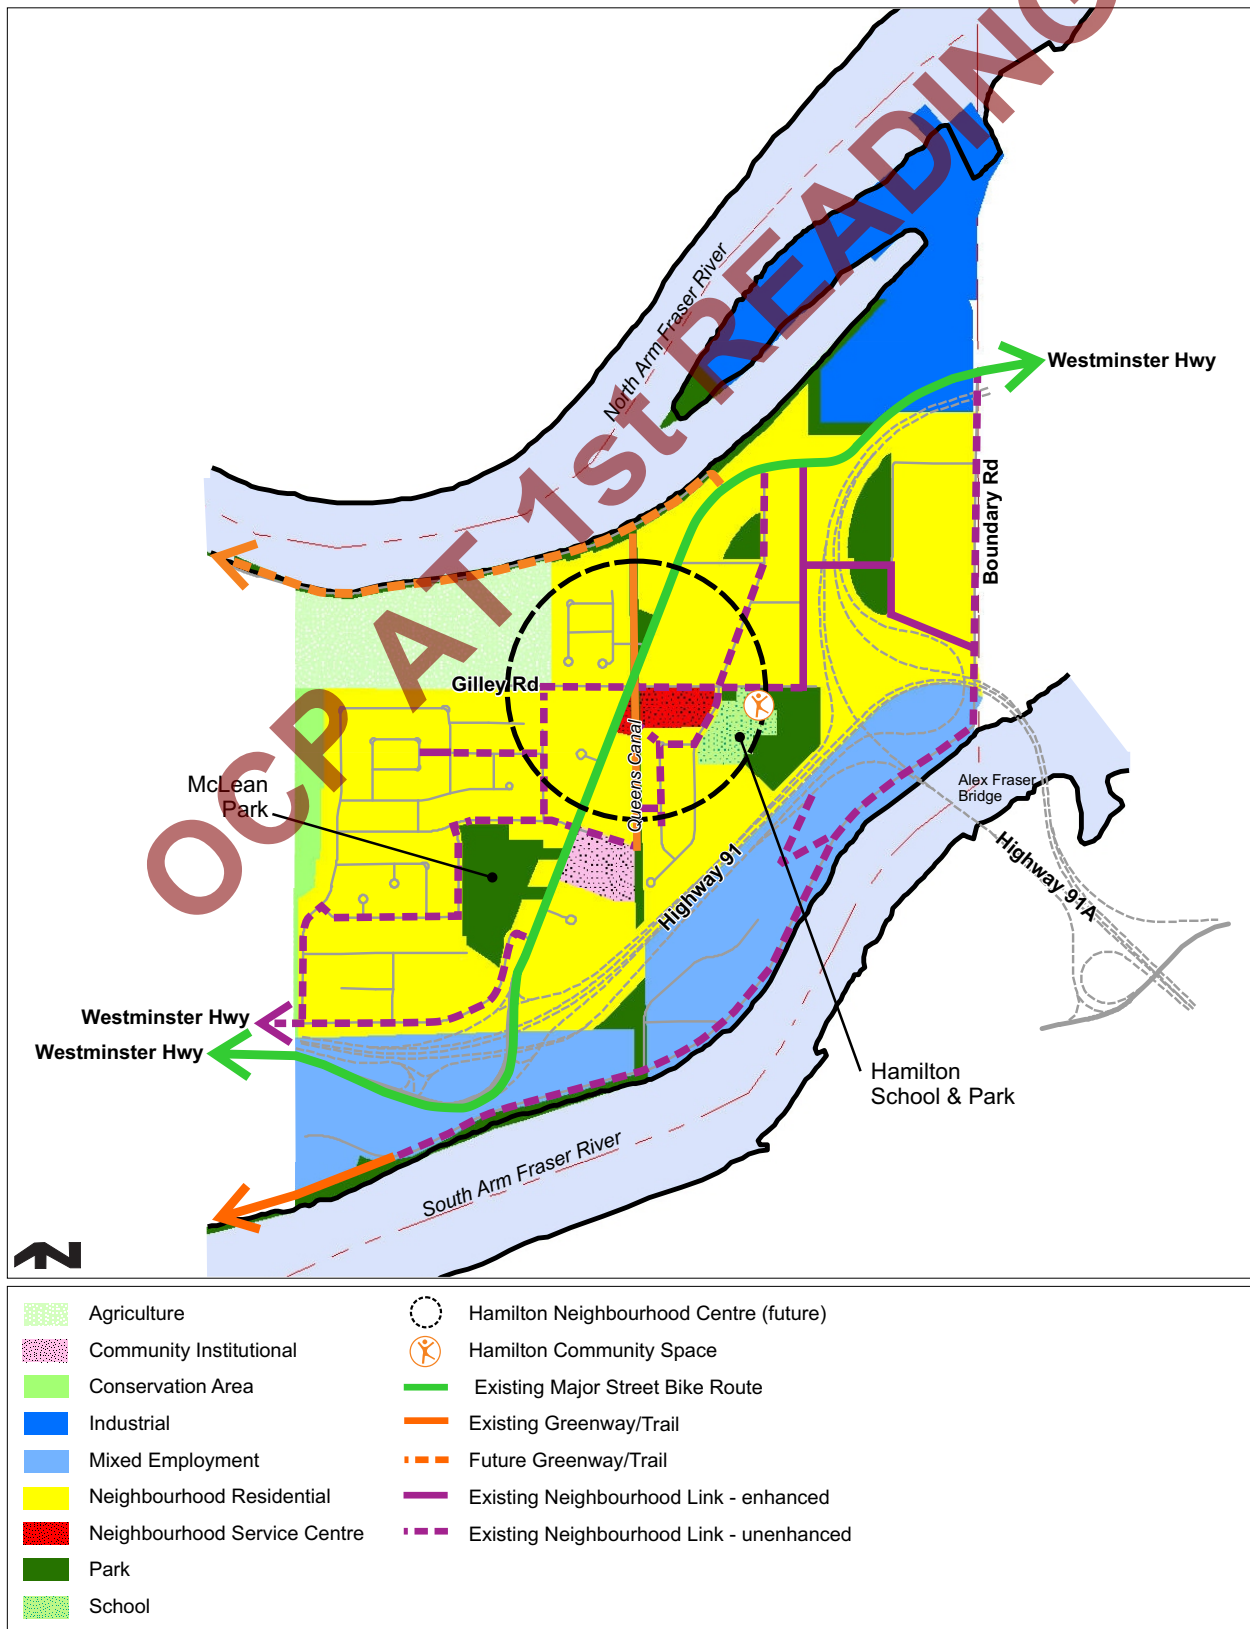 OCP AT 1st READING
North Arm Fraser River
Westminster Hwy
Boundary Rd
Gilley Rd
Queens Canal
McLean
Park
Alex Fraser
Bridge
Highway 91
Highway 91A
Westminster Hwy
Westminster Hwy
Hamilton
School & Park
South Arm Fraser River
N
Agriculture
Community Institutional
Conservation Area
Industrial
Mixed Employment
Neighbourhood Residential
Neighbourhood Service Centre
Park
School
Hamilton Neighbourhood Centre (future)
Hamilton Community Space
Existing Major Street Bike Route
Existing Greenway/Trail
Future Greenway/Trail
Existing Neighbourhood Link - enhanced
Existing Neighbourhood Link - unenhanced